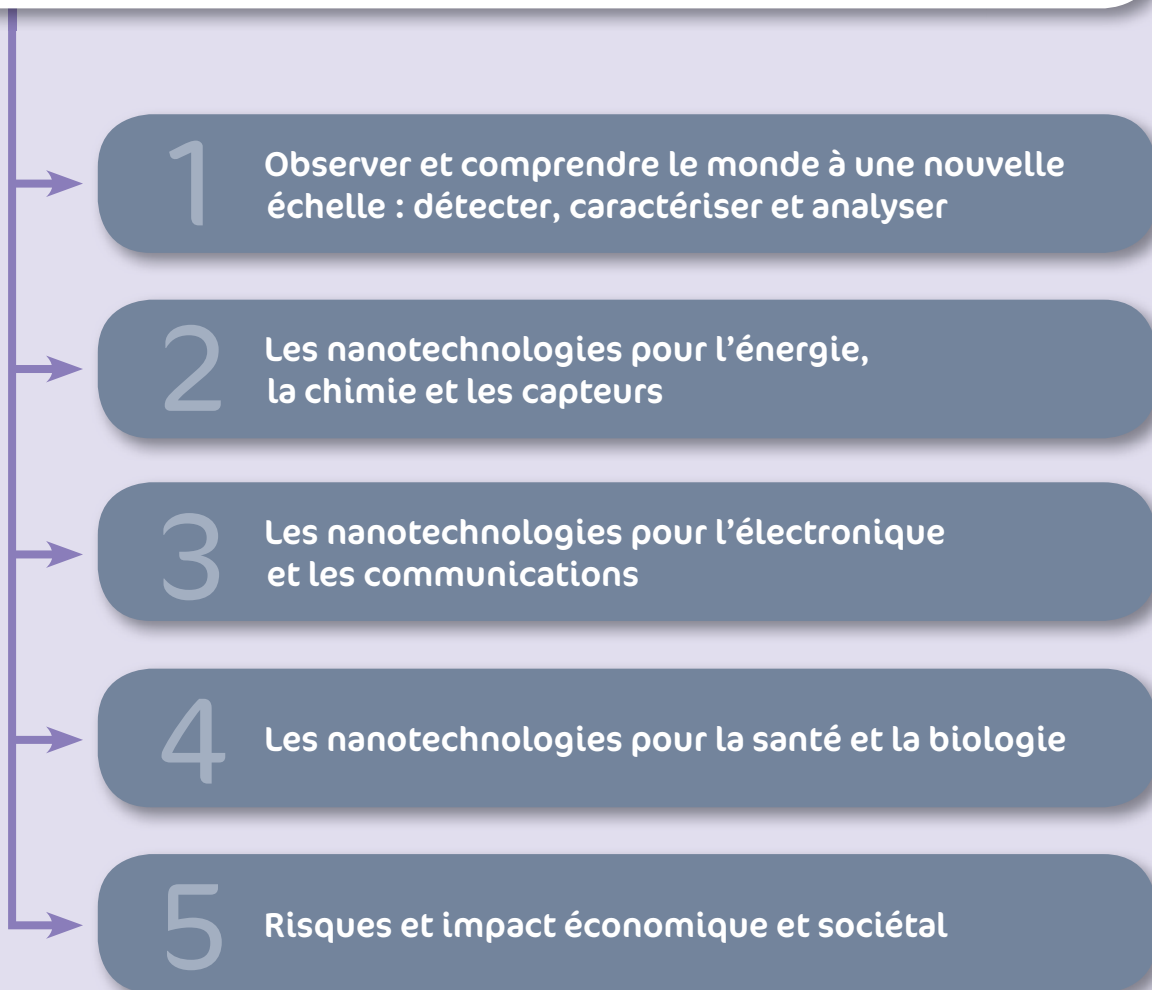 1
Observer et comprendre le monde à une nouvelle
échelle : détecter, caractériser et analyser
2
Les nanotechnologies pour l’énergie,
la chimie et les capteurs
3
Les nanotechnologies pour l’électronique
et les communications
4
Les nanotechnologies pour la santé et la biologie
5
Risques et impact économique et sociétal